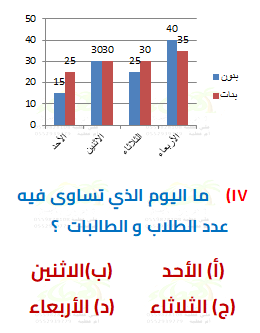 50
40
30
20
10
0
15 25
30 30
25 30
40 35
الأحد
الاثنين
الثلاثاء
الأربعاء
بنون
بنات
١٧) ما اليوم الذي تساوى فيه
عدد الطلاب و الطالبات ؟
(أ) الأحد (ب)الاثنين
(ج) الثلاثاء (د) الأربعاء